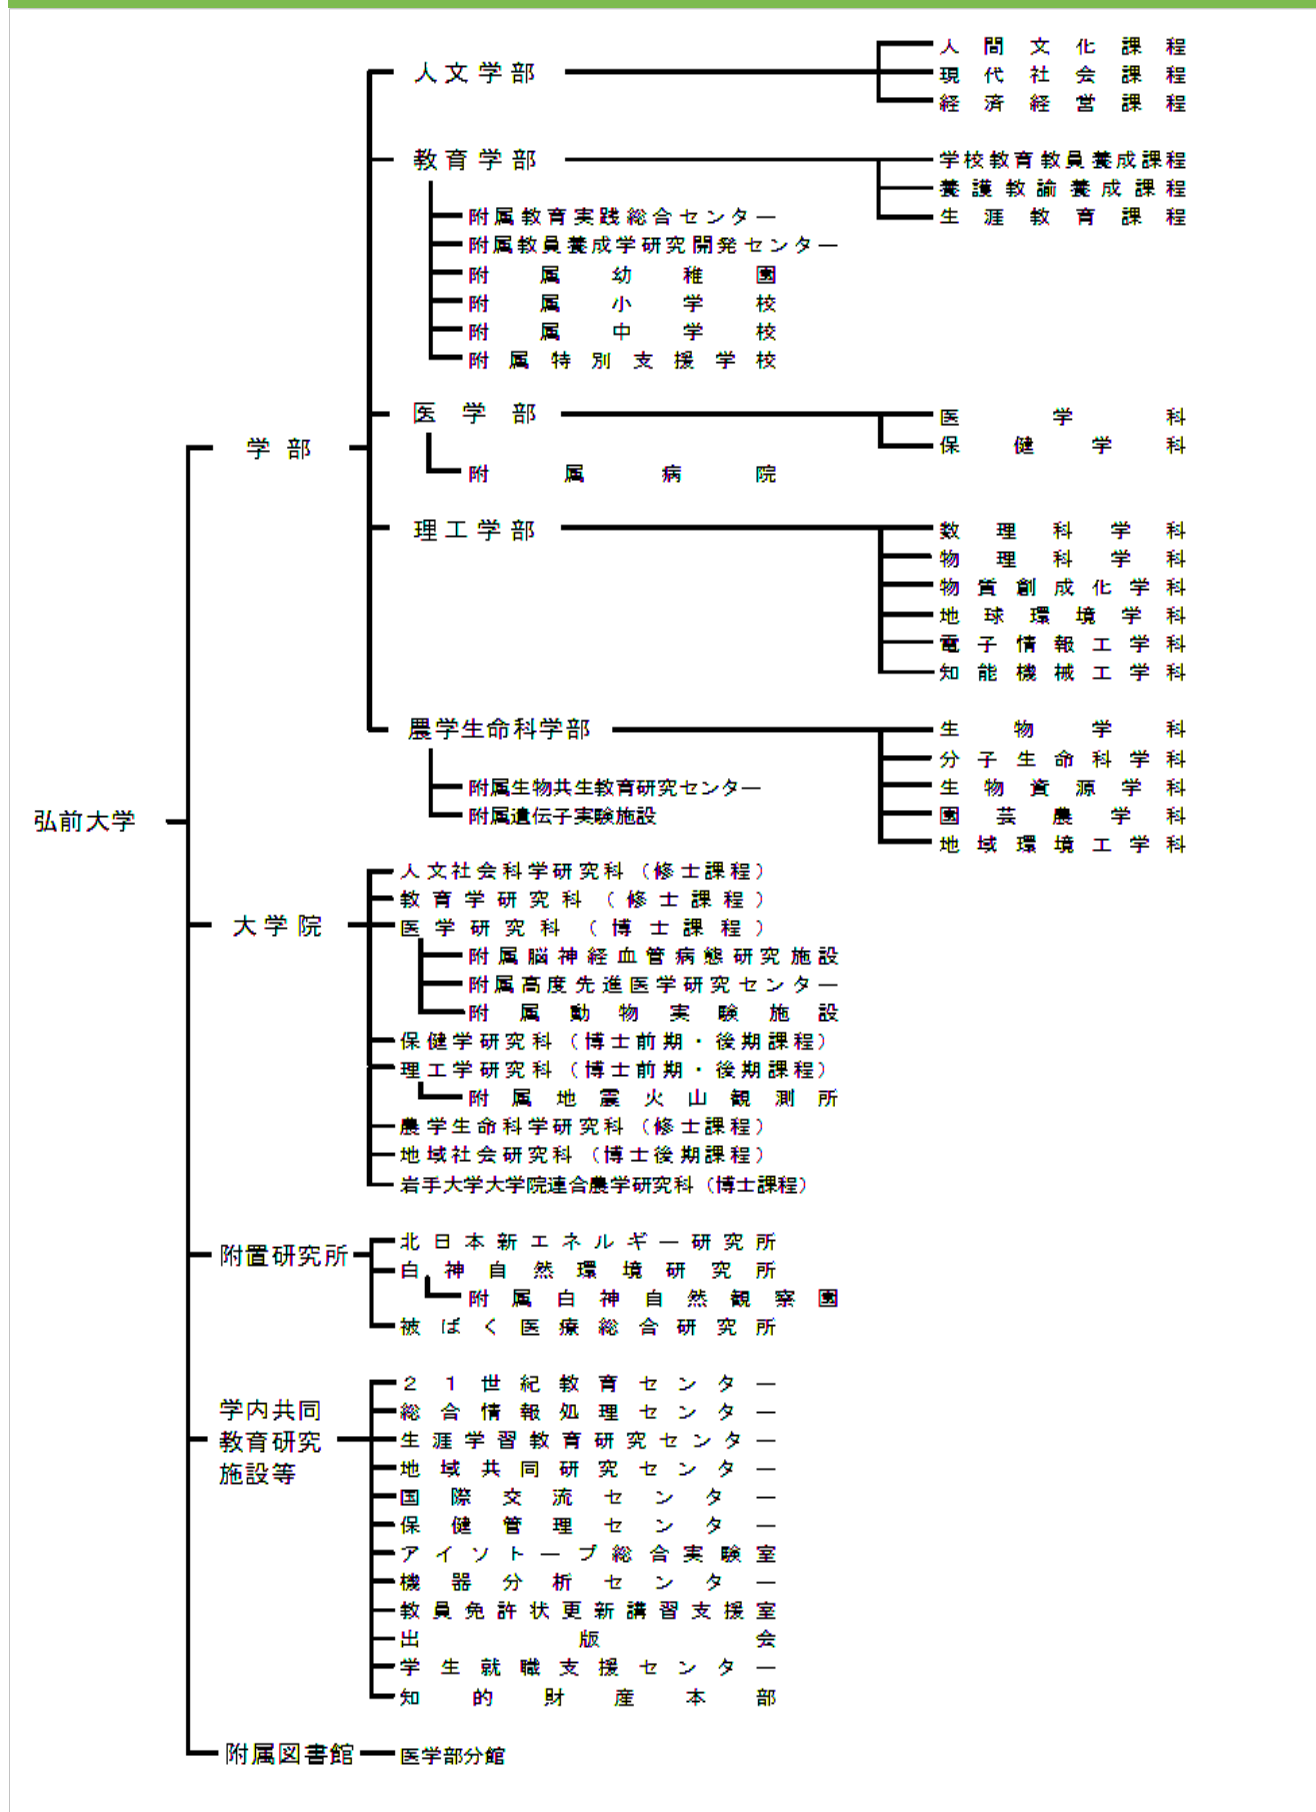 人文学部
人間文化課程
現代社会課程
経済経営課程
教育学部
学校教育教員養成課程
養護教諭養成課程
生涯教育課程
附属教育実践総合センター
附属教員養成学研究開発センター
附属幼稚園
附属小学校
附属中学校
附属特別支援学校
医学部
医学科
保健学科
附属病院
学部
理工学部
数理科学科
物理科学科
物質創成化学科
地球環境学科
電子情報工学科
知能機械工学科
農学生命科学部
生物学科
分子生命科学科
生物資源学科
園芸農学科
地域環境工学科
附属生物共生教育研究センター
附属遺伝子実験施設
弘前大学
大学院
人文社会科学研究科（修士課程）
教育学研究科（修士課程）
医学研究科（博士課程）
附属脳神経血管病態研究施設
附属高度先進医学研究センター
附属動物実験施設
保健学研究科（博士前期・後期課程）
理工学研究科（博士前期・後期課程）
附属地震火山観測所
農学生命科学研究科（修士課程）
地域社会研究科（博士後期課程）
岩手大学大学院連合農学研究科（博士課程）
附置研究所
北日本新エネルギー研究所
白神自然環境研究所
附属白神自然観察園
被ばく医療総合研究所
学内共同
教育研究
施設等
２１世紀教育センター
総合情報処理センター
生涯学習教育研究センター
地域共同研究センター
国際交流センター
保健管理センター
アイソトープ総合実験室
機器分析センター
教員免許状更新講習支援室
出版会
学生就職支援センター
知的財産本部
附属図書館
医学部分館